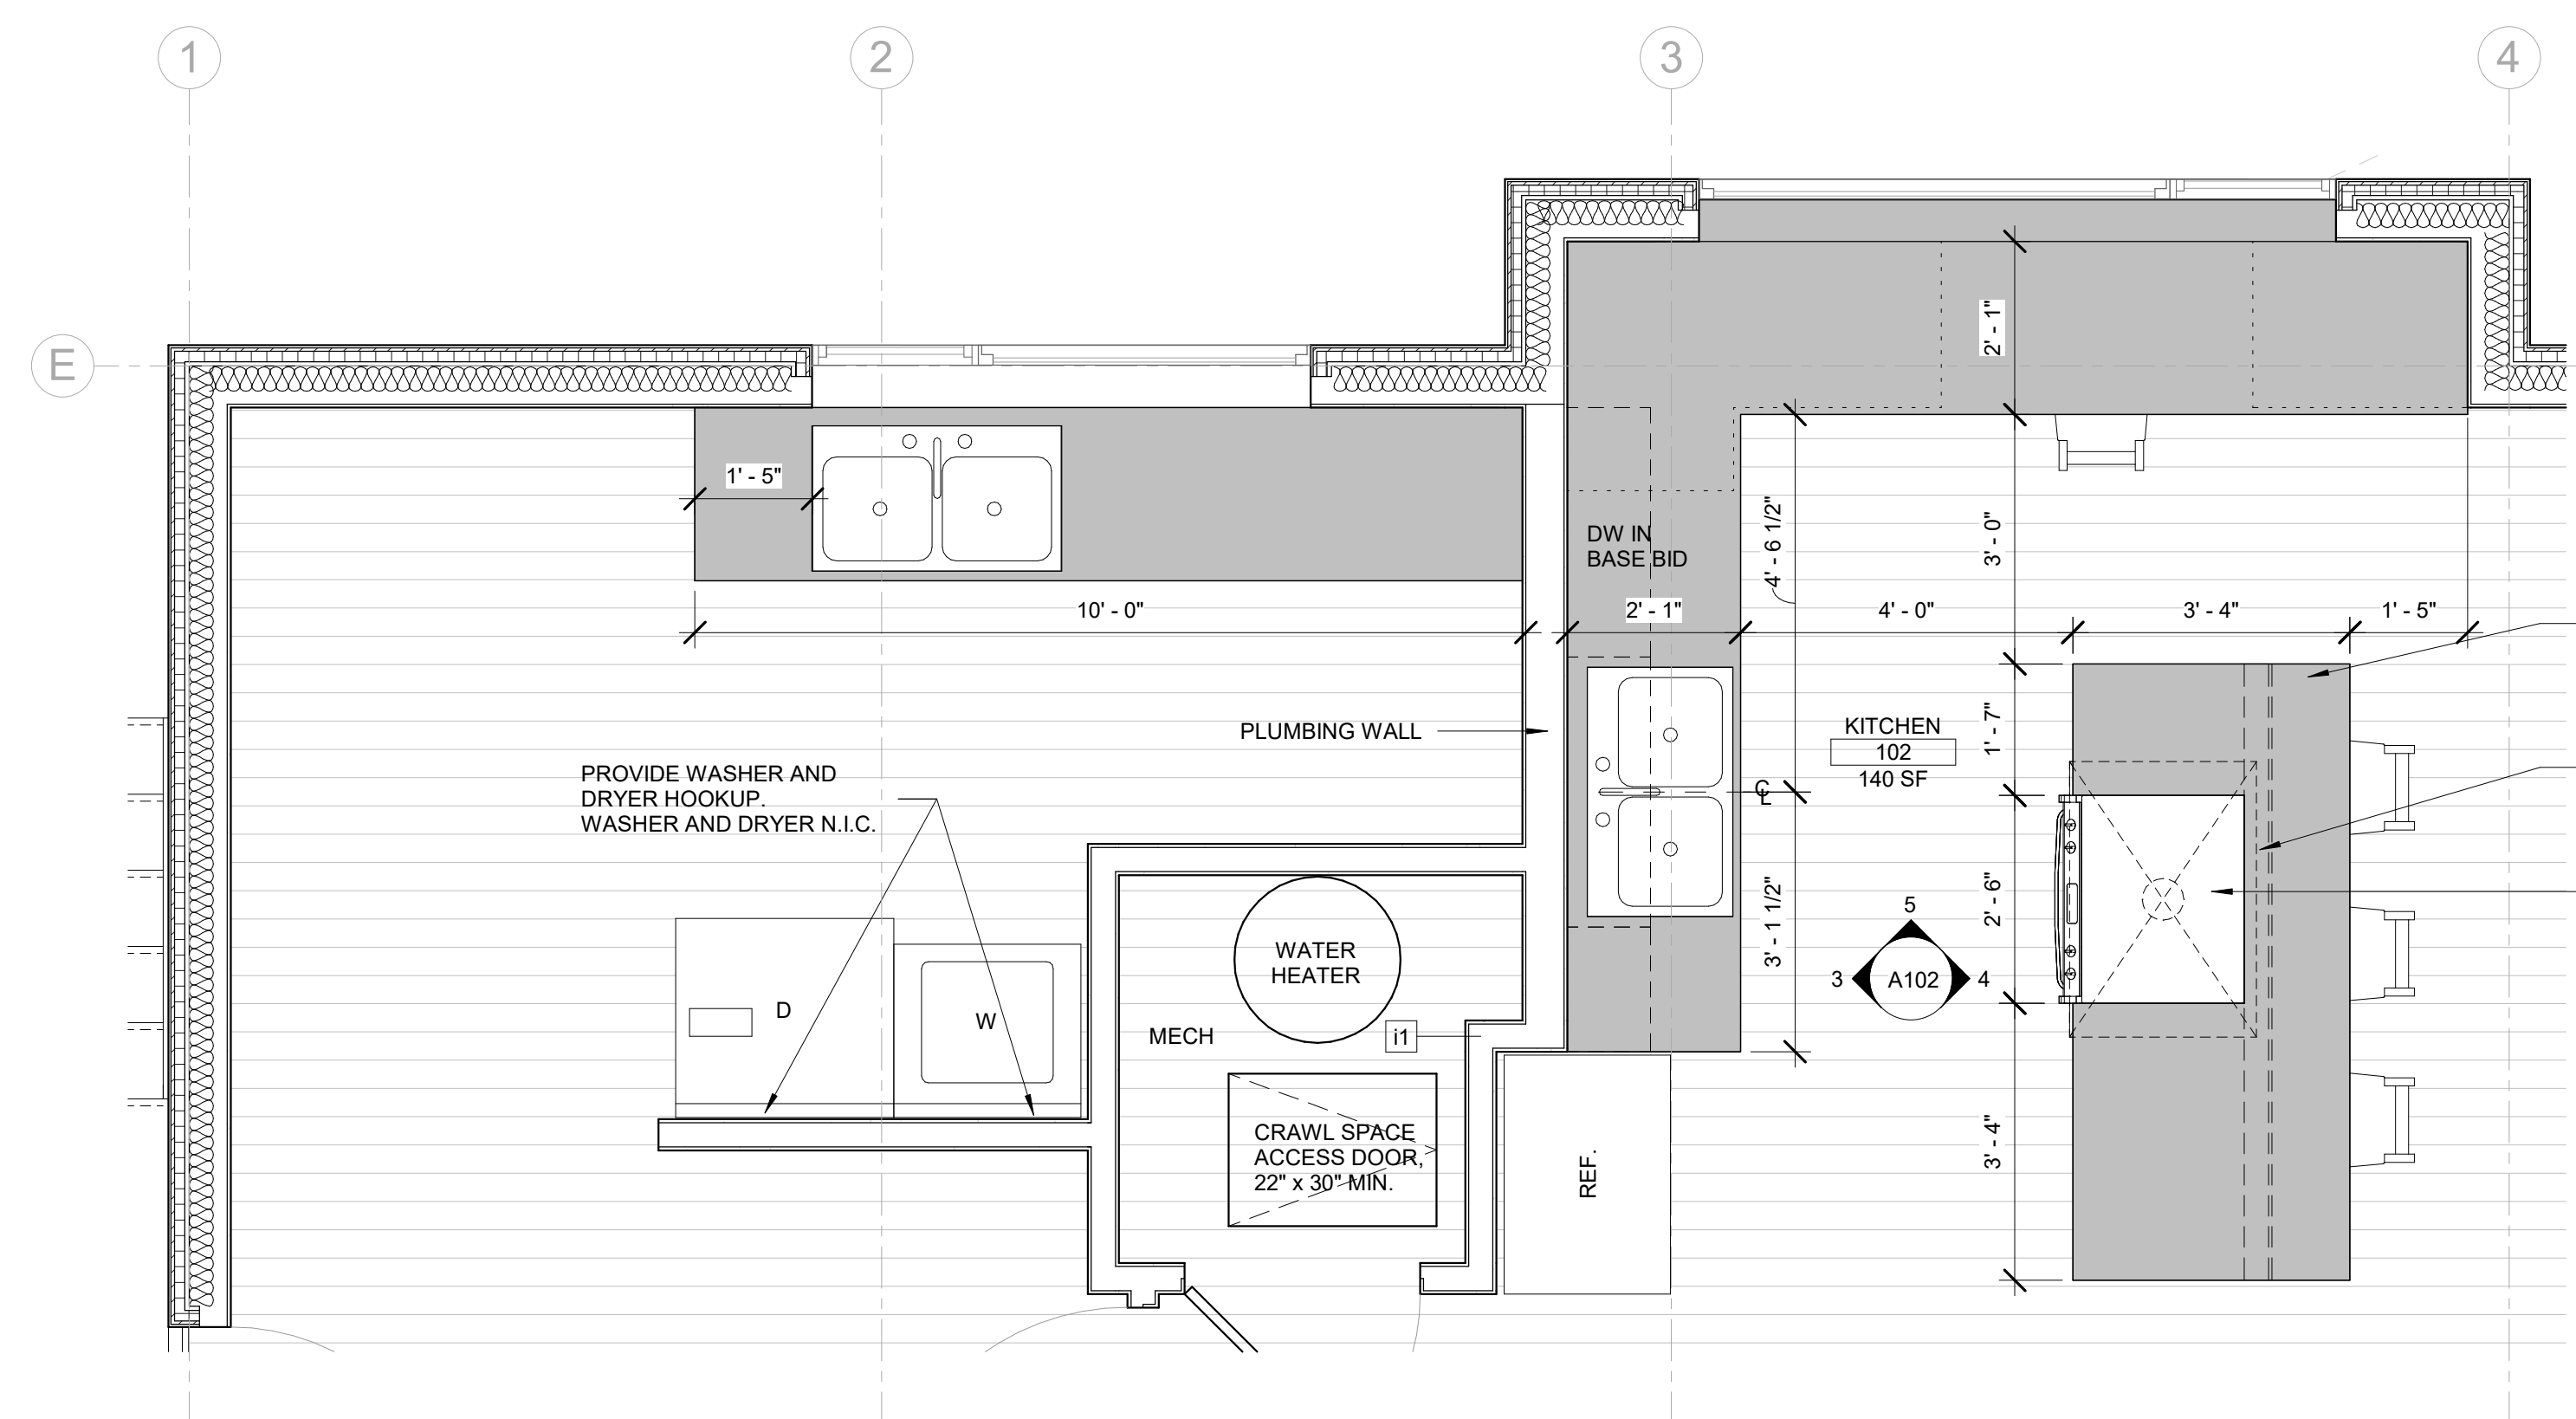 1
2
3
4
E
2' - 1"
1' - 5"
DW IN
BASE BID
4' - 6 1/2"
3' - 0"
10' - 0"
2' - 1"
4' - 0"
3' - 4"
1' - 5"
PLUMBING WALL
KITCHEN
102
140 SF
1' - 7"
PROVIDE WASHER AND
DRYER HOOKUP.
WASHER AND DRYER N.I.C.
CL
WATER
HEATER
3' - 1 1/2"
2' - 6"
5
3
A102
4
D
W
MECH
i1
CRAWL SPACE
ACCESS DOOR,
22" x 30" MIN.
REF.
3' - 4"